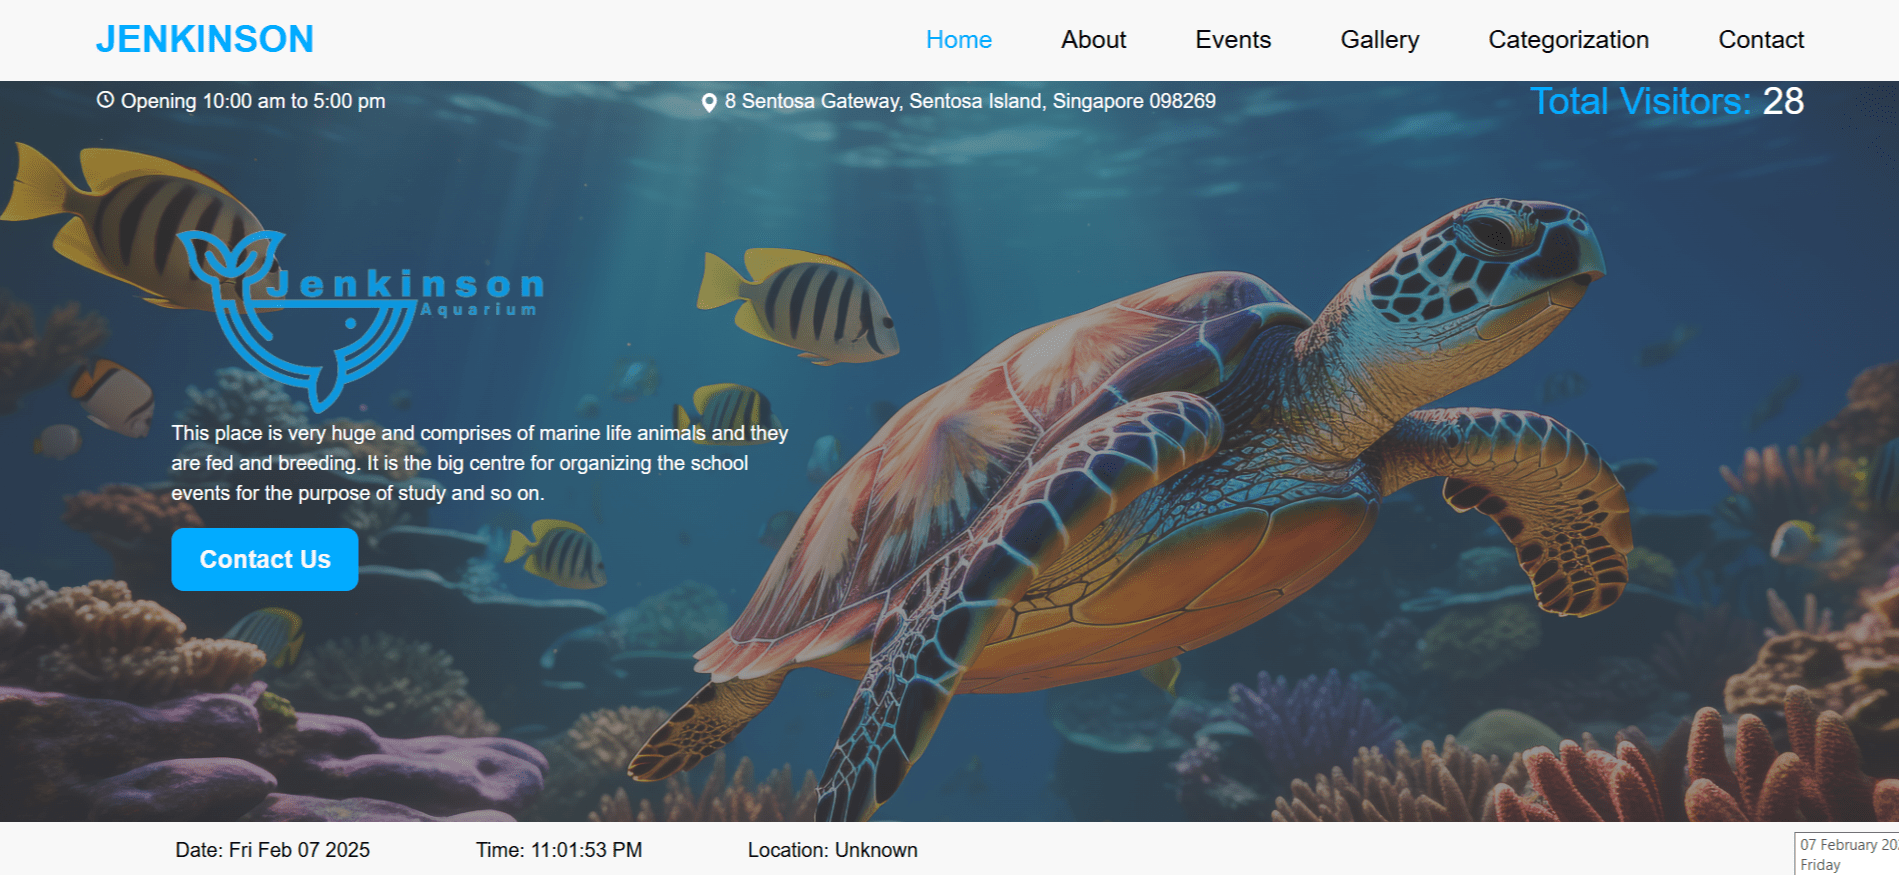 JENKINSON
Home About Events Gallery Categorization Contact
Opening 10:00 am to 5:00 pm
8 Sentosa Gateway, Sentosa Island, Singapore 098269
Total Visitors: 28
Jenkinson
Aquarium
This place is very huge and comprises of marine life animals and they
are fed and breeding. It is the big centre for organizing the school
events for the purpose of study and so on.
Contact Us
Date: Fri Feb 07 2025
Time: 11:01:53 PM
Location: Unknown
07 February
Friday